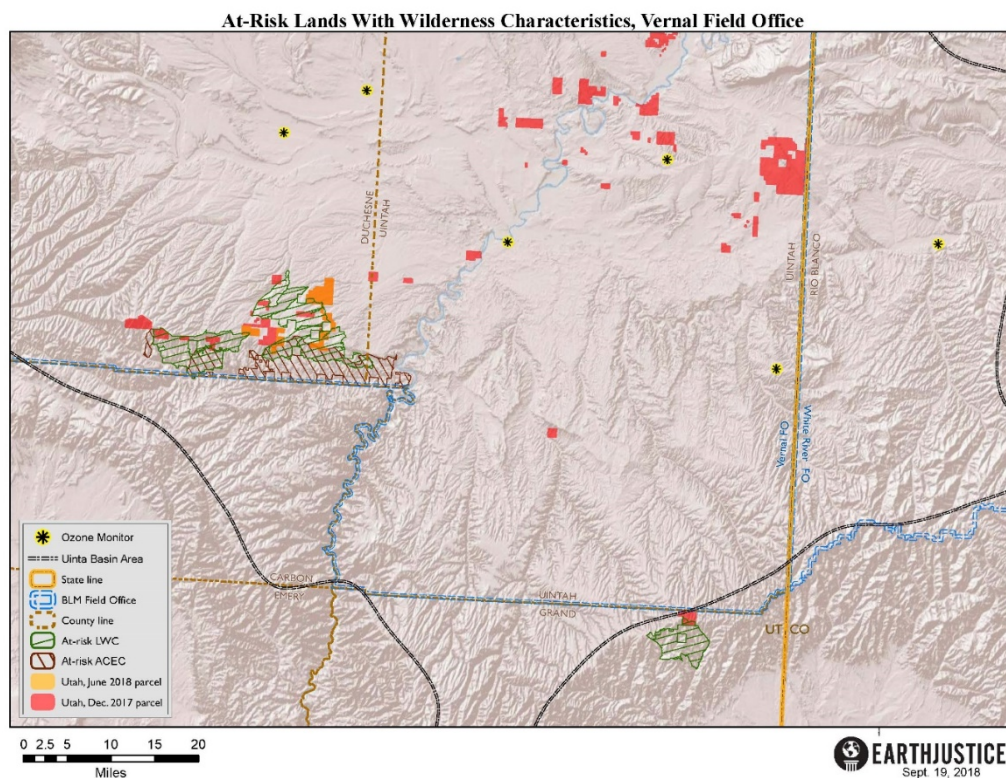 At-Risk Lands With Wilderness Characteristics, Vernal Field Office
DUCHESNE
UINTAH
UINTAH
RIO BLANCO
Vernal FO
White River FO
CARBON
EMERY
UINTAH
GRAND
UT
CO
Ozone Monitor
Uinta Basin Area
State line
BLM Field Office
County line
At-risk LWC
At-risk ACEC
Utah, June 2018 parcel
Utah, Dec. 2017 parcel
0 2.5 5 10 15 20
Miles
EARTHJUSTICE
Sept. 19, 2018